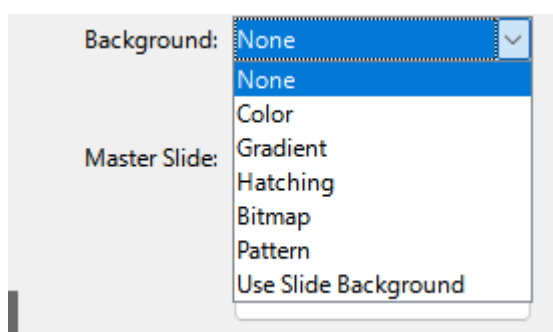 Background: None
None
Color
Master Slide: Gradient
Hatching
Bitmap
Pattern
Use Slide Background